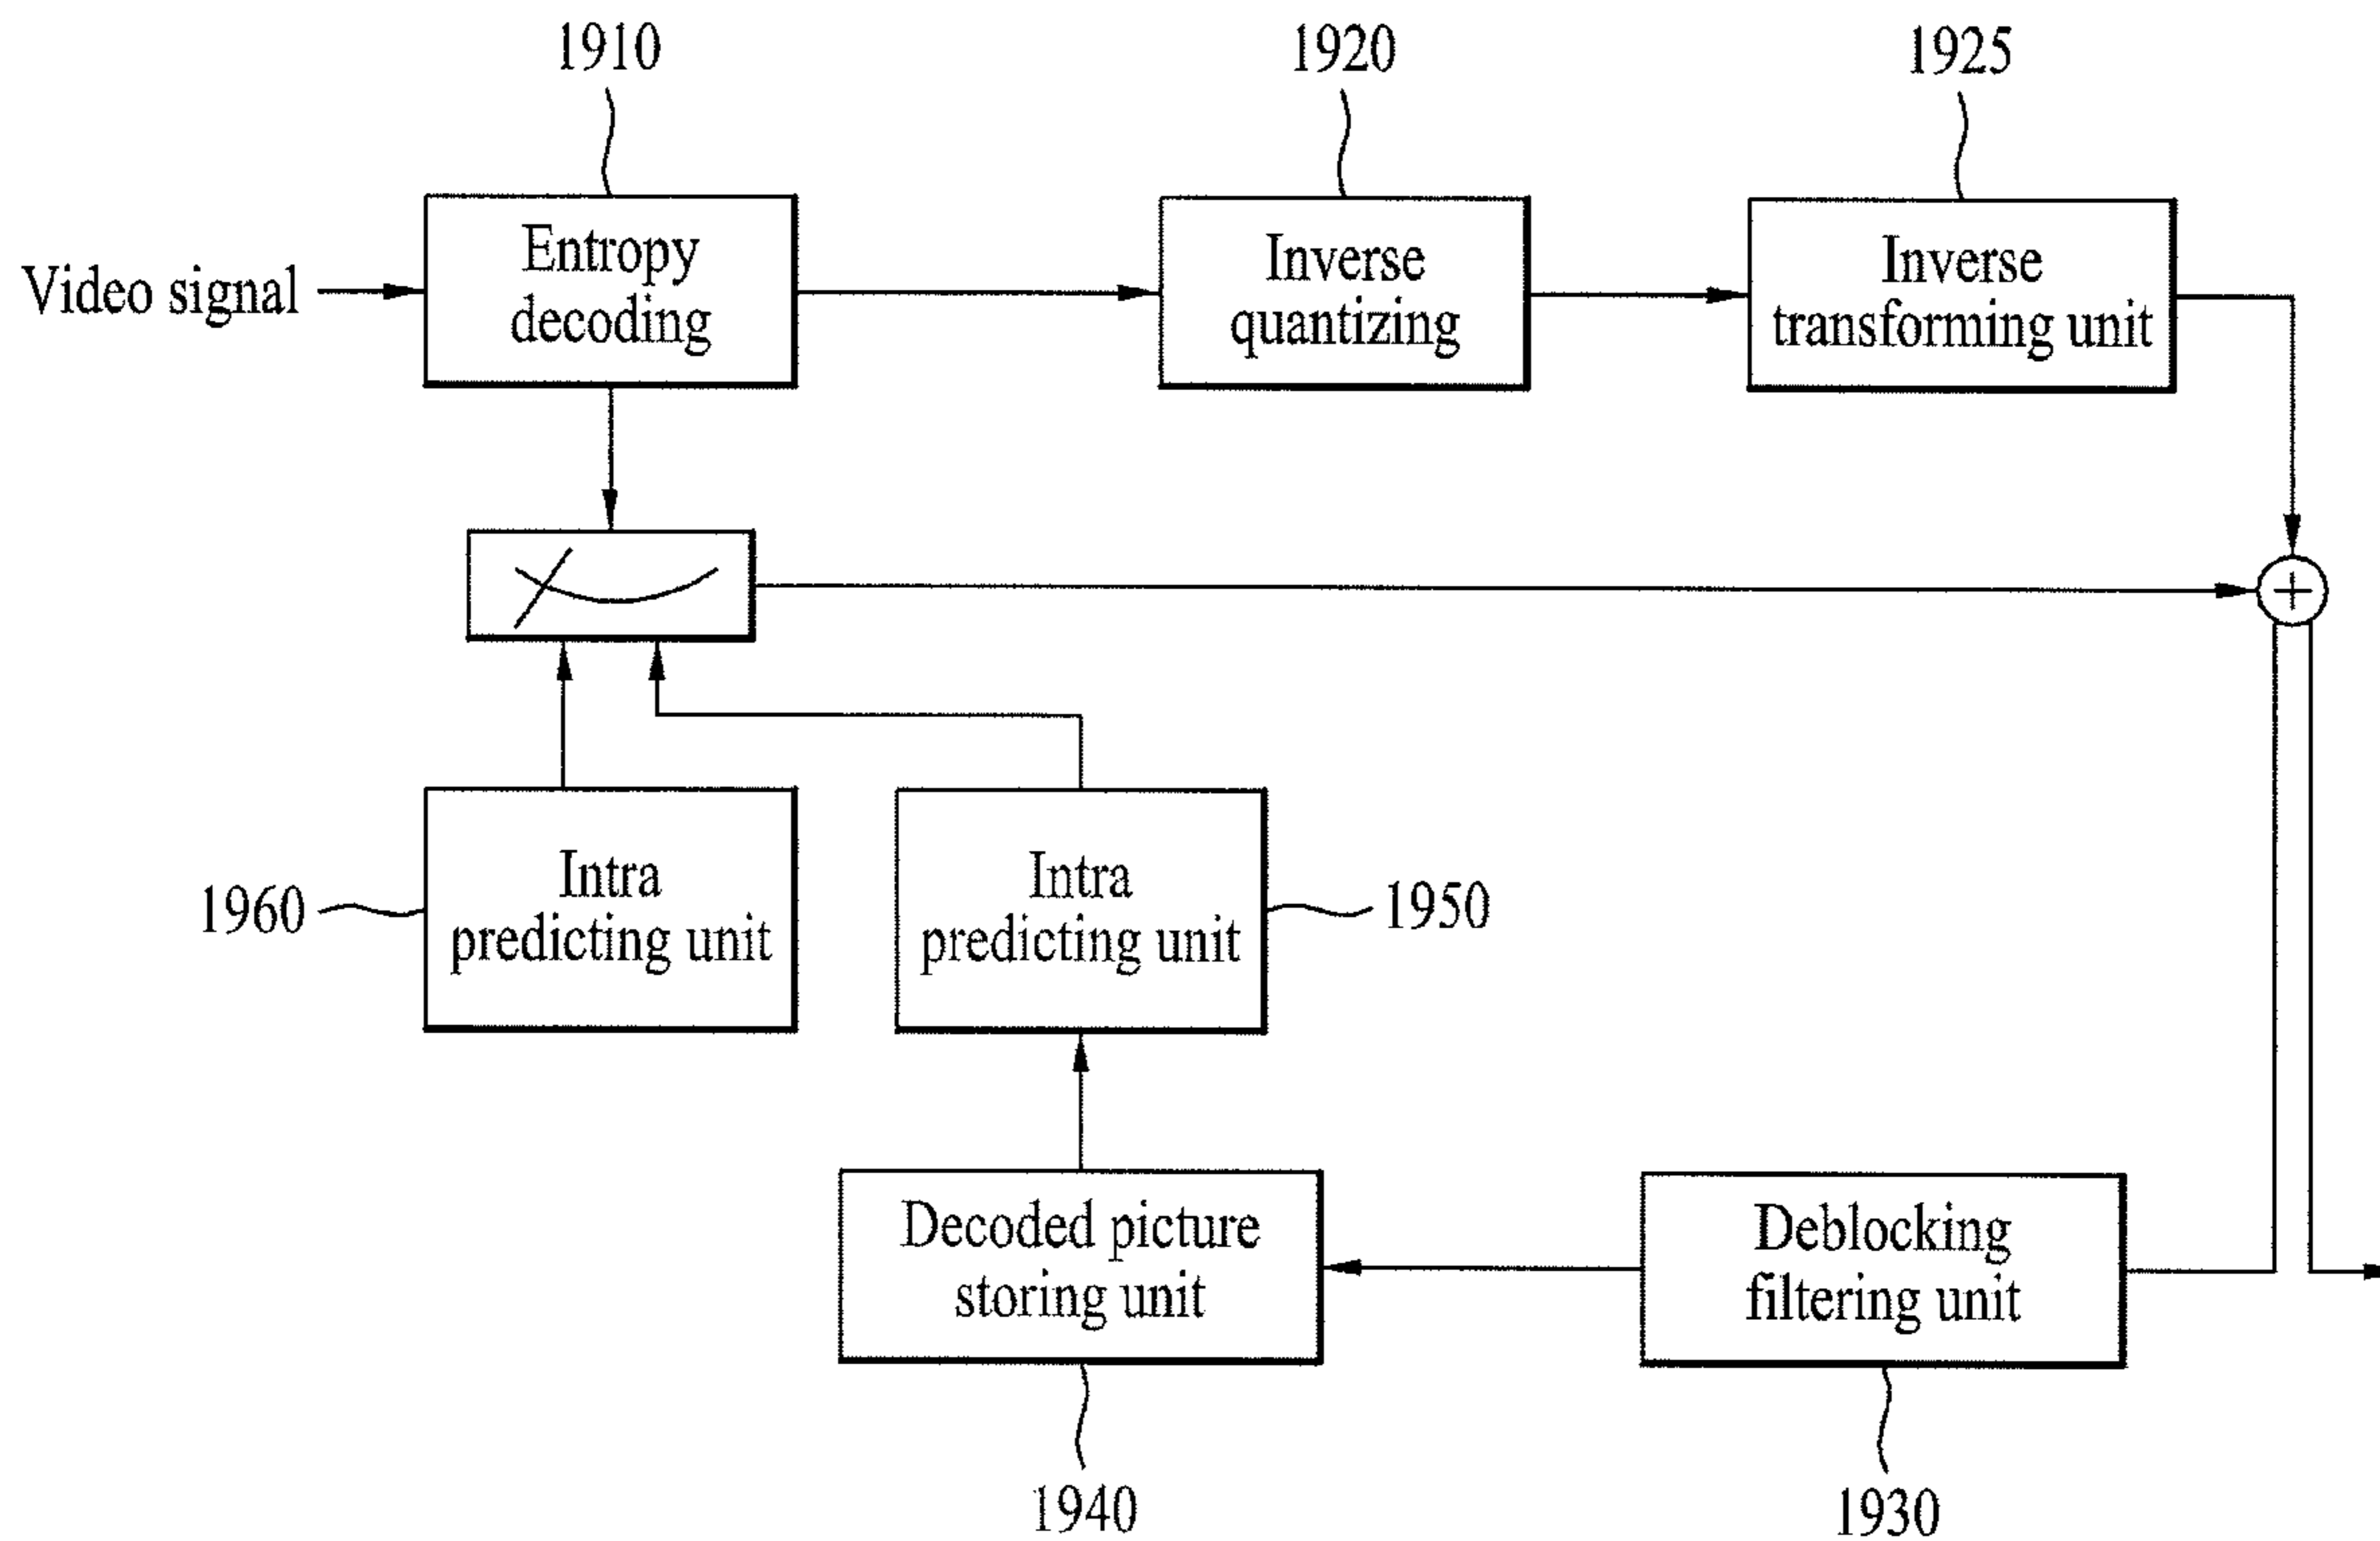 1910
1920
1925
Video signal
Entropy
decoding
Inverse
quantizing
Inverse
transforming unit
+
1960
Intra
predicting unit
Intra
predicting unit
1950
Decoded picture
storing unit
Deblocking
filtering unit
1940
1930